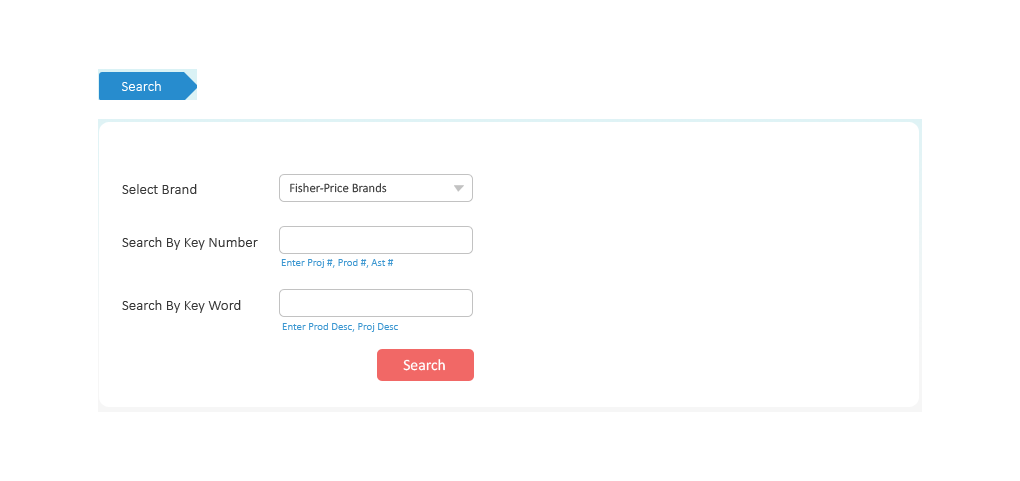 Search
Select Brand
Fisher-Price Brands
Search By Key Number
Enter Proj #, Prod #, Ast #
Search By Key Word
Enter Prod Desc, Proj Desc
Search